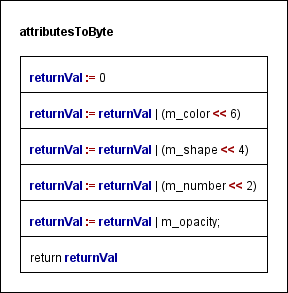 attributesToByte
returnVal := 0
returnVal := returnVal | (m_color << 6)
returnVal := returnVal | (m_shape << 4)
returnVal := returnVal | (m_number << 2)
returnVal := returnVal | m_opacity;
return returnVal